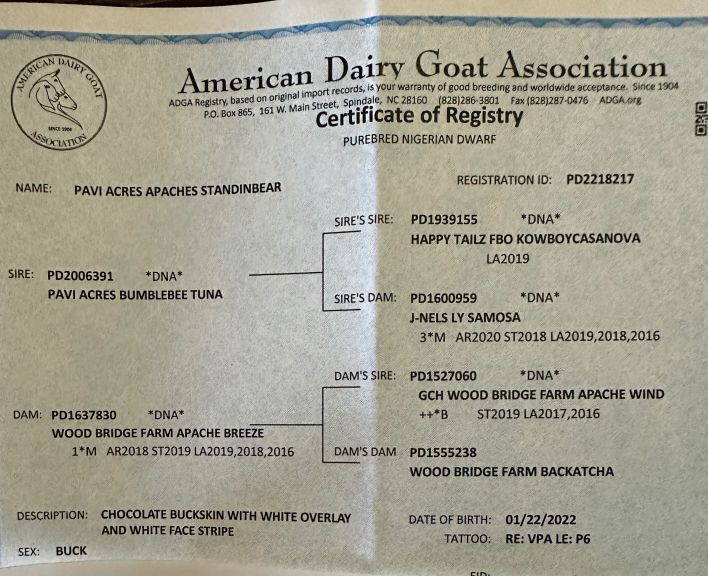 AMERICAN DAIRY GOAT
SINCE 1904
ASSOCIATION
American Dairy Goat Association
ADGA Registry, based on original import records, is your warranty of good breeding and worldwide acceptance. Since 1904
P.O. Box 865, 161 W. Main Street, Spindale, NC 28160 (828)286-3801 Fax (828)287-0476 ADGA.org
Certificate of Registry
PUREBRED NIGERIAN DWARF
NAME: PAVI ACRES APACHES STANDINBEAR
REGISTRATION ID: PD2218217
SIRE'S SIRE: PD1939155 *DNA*
HAPPY TAILZ FBO KOWBOYCASANOVA
LA2019
SIRE: PD2006391 *DNA*
PAVI ACRES BUMBLEBEE TUNA
SIRE'S DAM: PD1600959 *DNA*
J-NELS LY SAMOSA
3*M AR2020 ST2018 LA2019,2018,2016
DAM'S SIRE: PD1527060 *DNA*
GCH WOOD BRIDGE FARM APACHE WIND
++*B ST2019 LA2017,2016
DAM: PD1637830 *DNA*
WOOD BRIDGE FARM APACHE BREEZE
1*M AR2018 ST2019 LA2019,2018,2016
DAM'S DAM PD1555238
WOOD BRIDGE FARM BACKATCHA
DESCRIPTION: CHOCOLATE BUCKSKIN WITH WHITE OVERLAY
AND WHITE FACE STRIPE
DATE OF BIRTH: 01/22/2022
TATTOO: RE: VPA LE: P6
SEX: BUCK